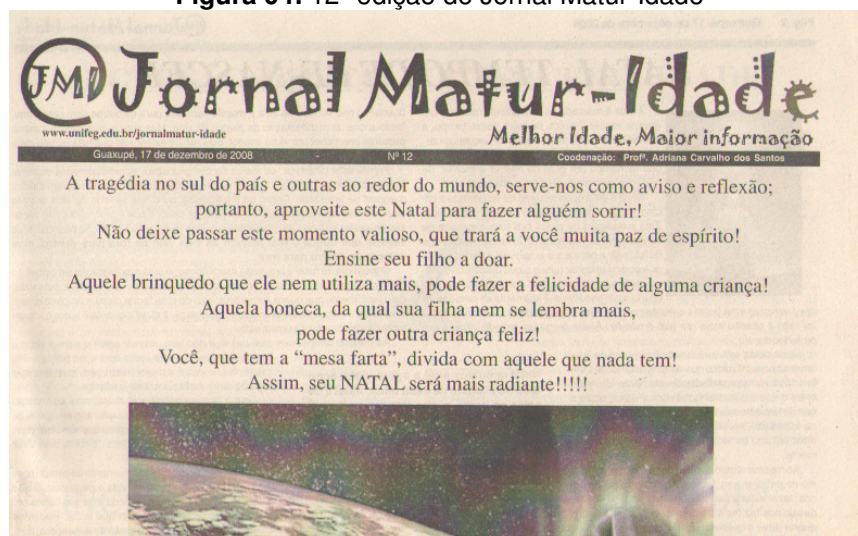 Figura 01: 12ª edição do Jornal Matur-Idade
JMI
Jornal Matur-Idade
www.unifeg.edu.br/jornalmatur-idade
Melhor Idade, Maior informação
Guaxupé, 17 de dezembro de 2008 - Nº 12 Coodenação: Profª. Adriana Carvalho dos Santos
A tragédia no sul do país e outras ao redor do mundo, serve-nos como aviso e reflexão;
portanto, aproveite este Natal para fazer alguém sorrir!
Não deixe passar este momento valioso, que trará a você muita paz de espírito!
Ensine seu filho a doar.
Aquele brinquedo que ele nem utiliza mais, pode fazer a felicidade de alguma criança!
Aquela boneca, da qual sua filha nem se lembra mais,
pode fazer outra criança feliz!
Você, que tem a “mesa farta”, divida com aquele que nada tem!
Assim, seu NATAL será mais radiante!!!!!